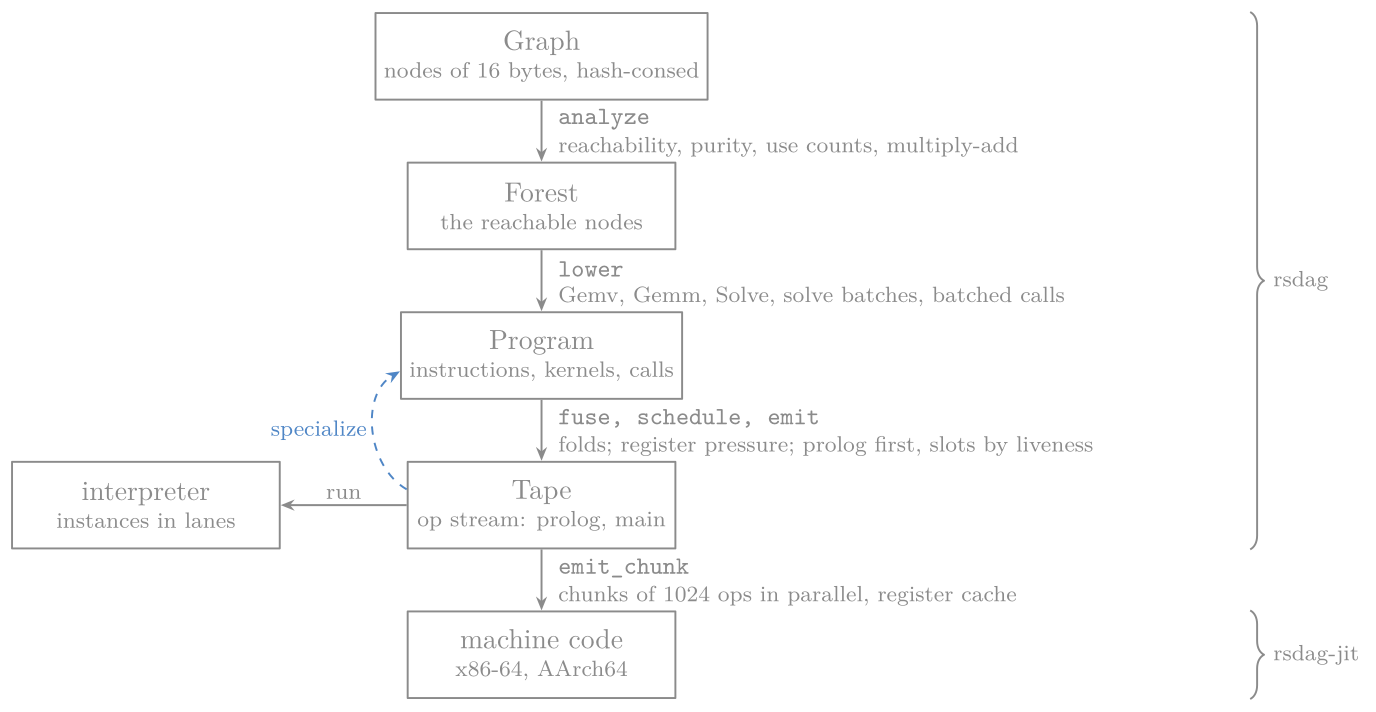 Graph
nodes of 16 bytes, hash-consed
analyze
reachability, purity, use counts, multiply-add
Forest
the reachable nodes
rsdag
lower
Gemv, Gemm, Solve, solve batches, batched calls
Program
instructions, kernels, calls
specialize
fuse, schedule, emit
folds; register pressure; prolog first, slots by liveness
interpreter
instances in lanes
run
Tape
op stream: prolog, main
emit_chunk
chunks of 1024 ops in parallel, register cache
machine code
x86-64, AArch64
rsdag-jit